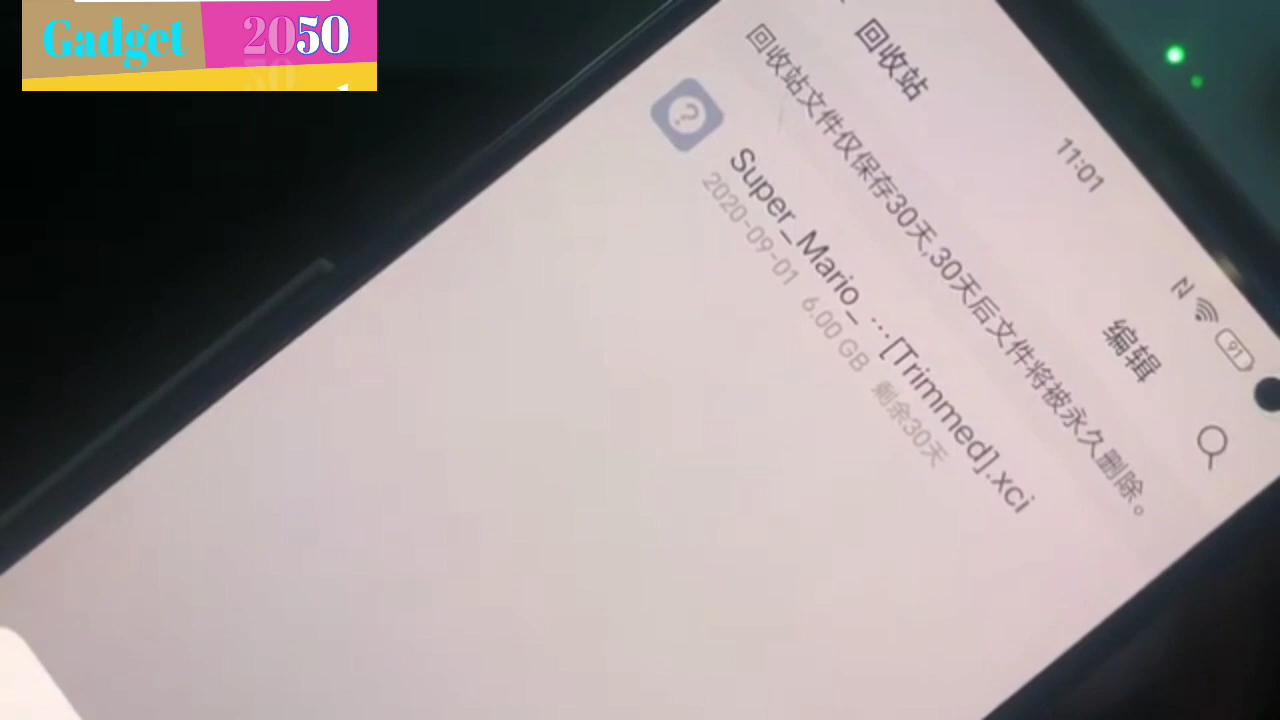 Gadget 2050
11:01
91
回收站
编辑
回收站文件仅保存30天,30天后文件将被永久删除。
Super_Mario_...[Trimmed].xci
2020-09-01 6.00 GB 剩余30天